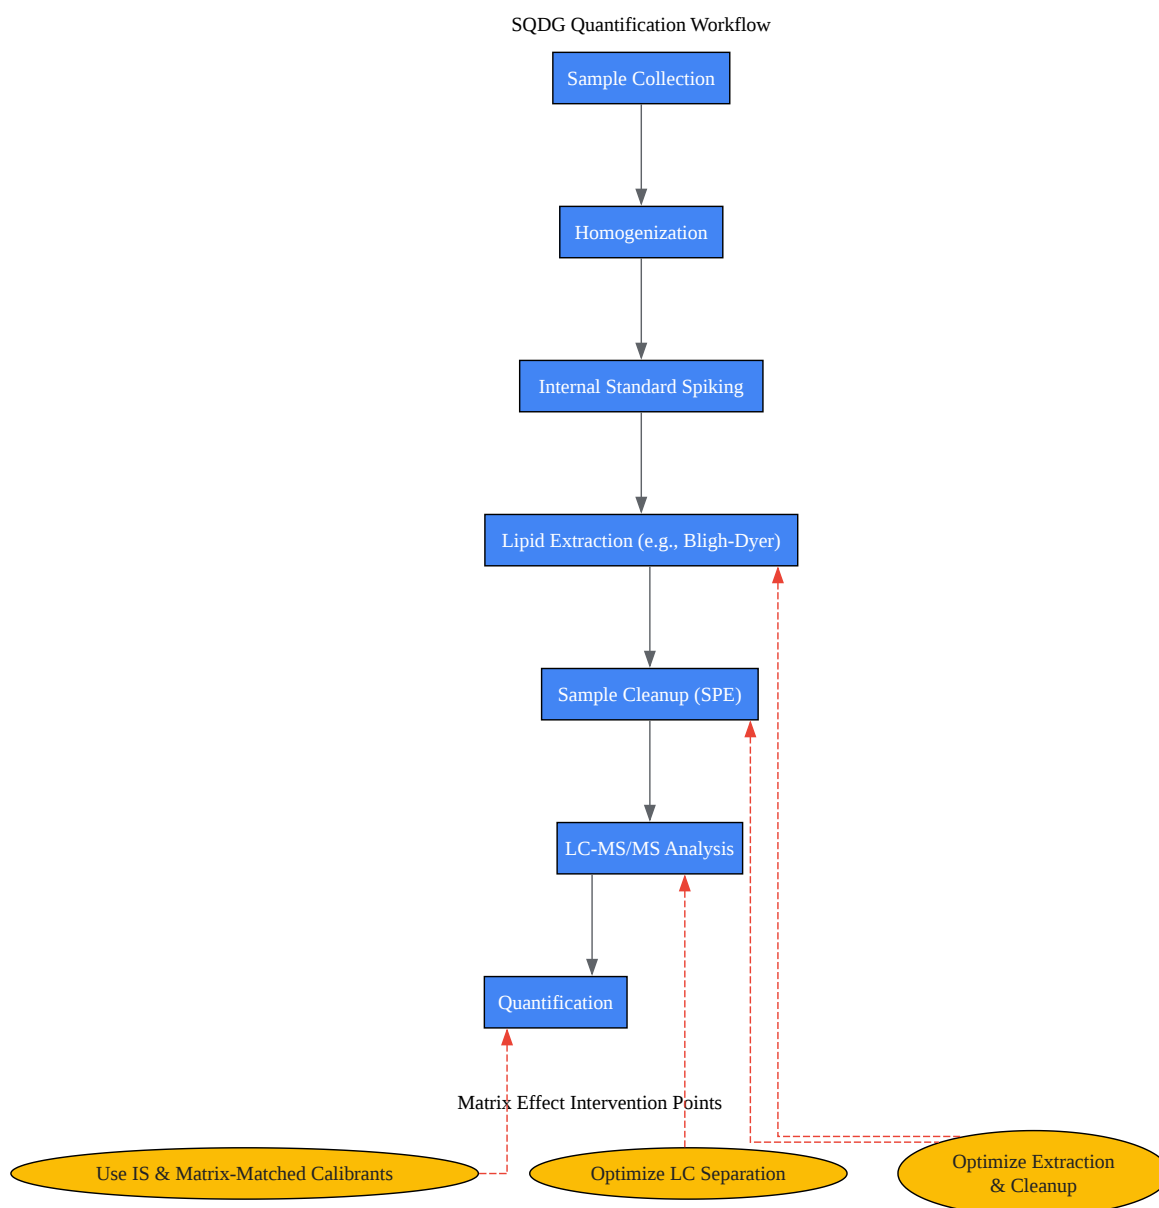 SQDG Quantification Workflow
Sample Collection
Homogenization
Internal Standard Spiking
Lipid Extraction (e.g., Bligh-Dyer)
Sample Cleanup (SPE)
LC-MS/MS Analysis
Quantification
Matrix Effect Intervention Points
Use IS & Matrix-Matched Calibrants
Optimize LC Separation
Optimize Extraction
& Cleanup